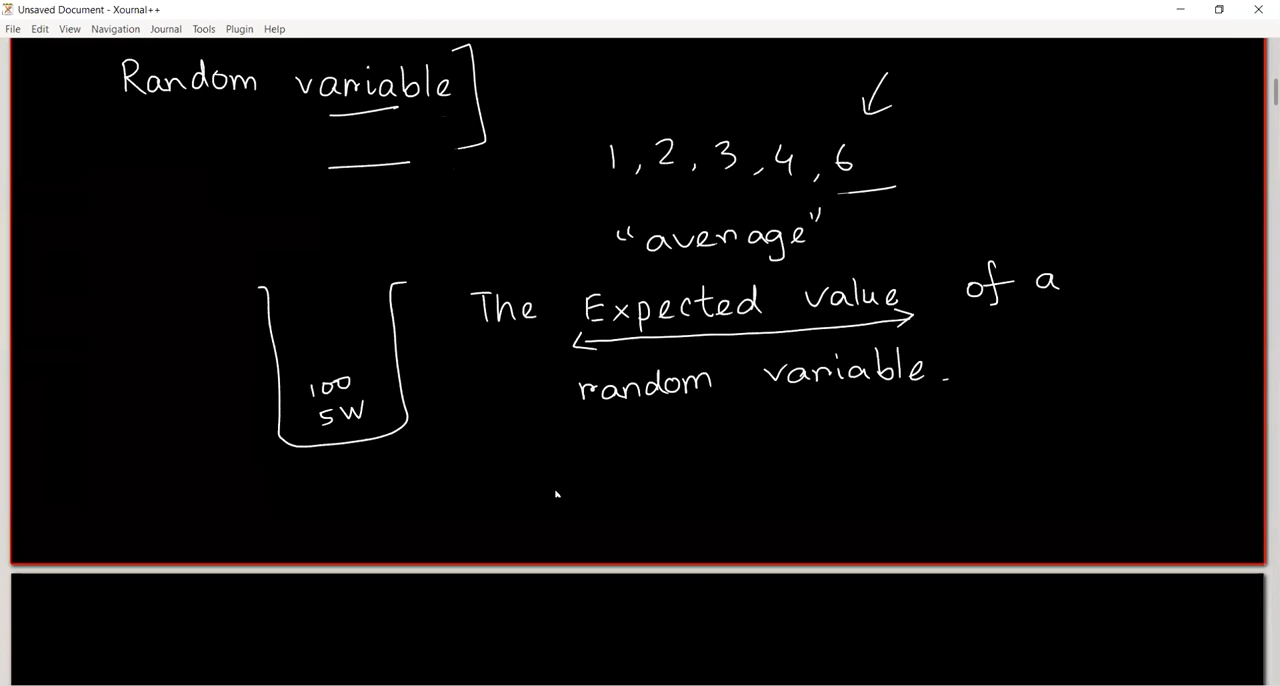 Unsaved Document - Xournal++
File Edit View Navigation Journal Tools Plugin Help
Random variable
1, 2, 3, 4, 6
"average"
The Expected value of a
random variable.
100
5W